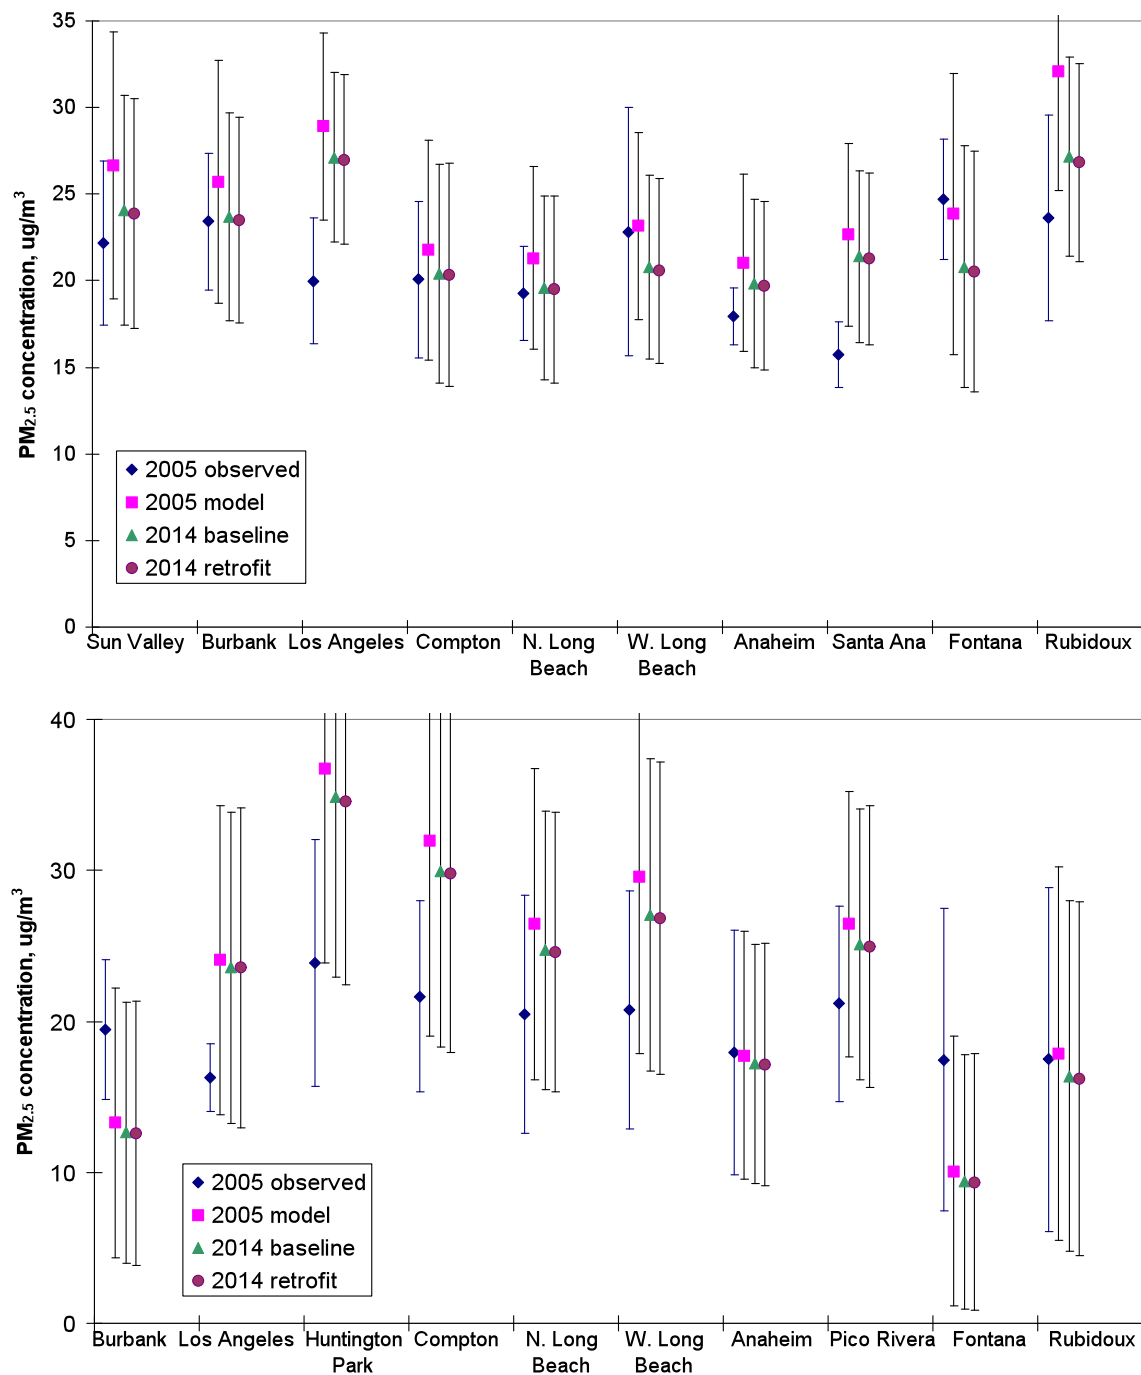 35
30
25
20
15
10
5
0
PM2.5 concentration, ug/m3
2005 observed
2005 model
2014 baseline
2014 retrofit
Sun Valley Burbank Los Angeles Compton N. Long Beach W. Long Beach Anaheim Santa Ana Fontana Rubidoux
40
30
20
10
0
PM2.5 concentration, ug/m3
2005 observed
2005 model
2014 baseline
2014 retrofit
Burbank Los Angeles Huntington Park Compton N. Long Beach W. Long Beach Anaheim Pico Rivera Fontana Rubidoux